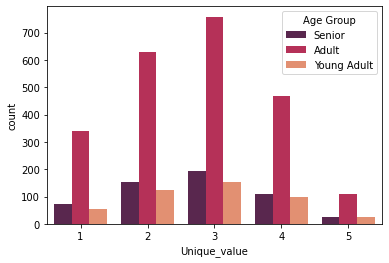 Age Group
Senior
Adult
Young Adult
700
600
500
400
300
200
100
0
count
1 2 3 4 5
Unique_value